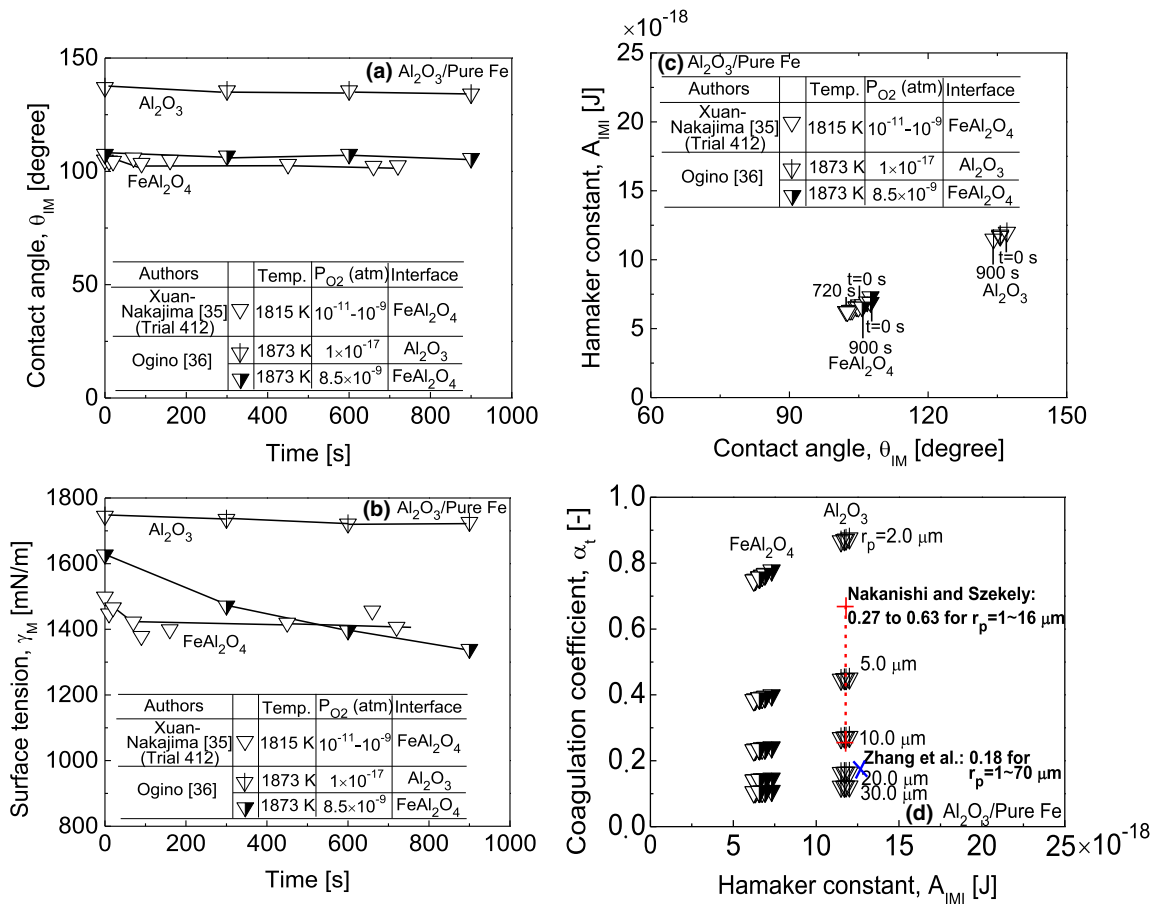 (a) Al2O3/Pure Fe
Contact angle, θIM [degree]
150
100
50
0
Al2O3
FeAl2O4
Authors Temp. PO2 (atm) Interface
Xuan-Nakajima [35] (Trial 412) 1815 K 10^-11-10^-9 FeAl2O4
Ogino [36] 1873 K 1×10^-17 Al2O3
1873 K 8.5×10^-9 FeAl2O4
0 200 400 600 800 1000
Time [s]
(b) Al2O3/Pure Fe
Surface tension, γM [mN/m]
1800
1600
1400
1200
1000
800
Al2O3
FeAl2O4
Authors Temp. PO2 (atm) Interface
Xuan-Nakajima [35] (Trial 412) 1815 K 10^-11-10^-9 FeAl2O4
Ogino [36] 1873 K 1×10^-17 Al2O3
1873 K 8.5×10^-9 FeAl2O4
0 200 400 600 800 1000
Time [s]
×10^-18
(c) Al2O3/Pure Fe
Hamaker constant, AIMI [J]
25
20
15
10
5
0
Authors Temp. PO2 (atm) Interface
Xuan-Nakajima [35] (Trial 412) 1815 K 10^-11-10^-9 FeAl2O4
Ogino [36] 1873 K 1×10^-17 Al2O3
1873 K 8.5×10^-9 FeAl2O4
t=0 s
720 s
t=0 s
900 s
FeAl2O4
t=0 s
900 s
Al2O3
60 90 120 150
Contact angle, θIM [degree]
Coagulation coefficient, αt [-]
1.0
0.8
0.6
0.4
0.2
0.0
Al2O3
FeAl2O4
rp=2.0 μm
Nakanishi and Szekely:
0.27 to 0.63 for rp=1~16 μm
5.0 μm
10.0 μm
Zhang et al.: 0.18 for
rp=1~70 μm
20.0 μm
30.0 μm
(d) Al2O3/Pure Fe
0 5 10 15 20 25×10^-18
Hamaker constant, AIMI [J]